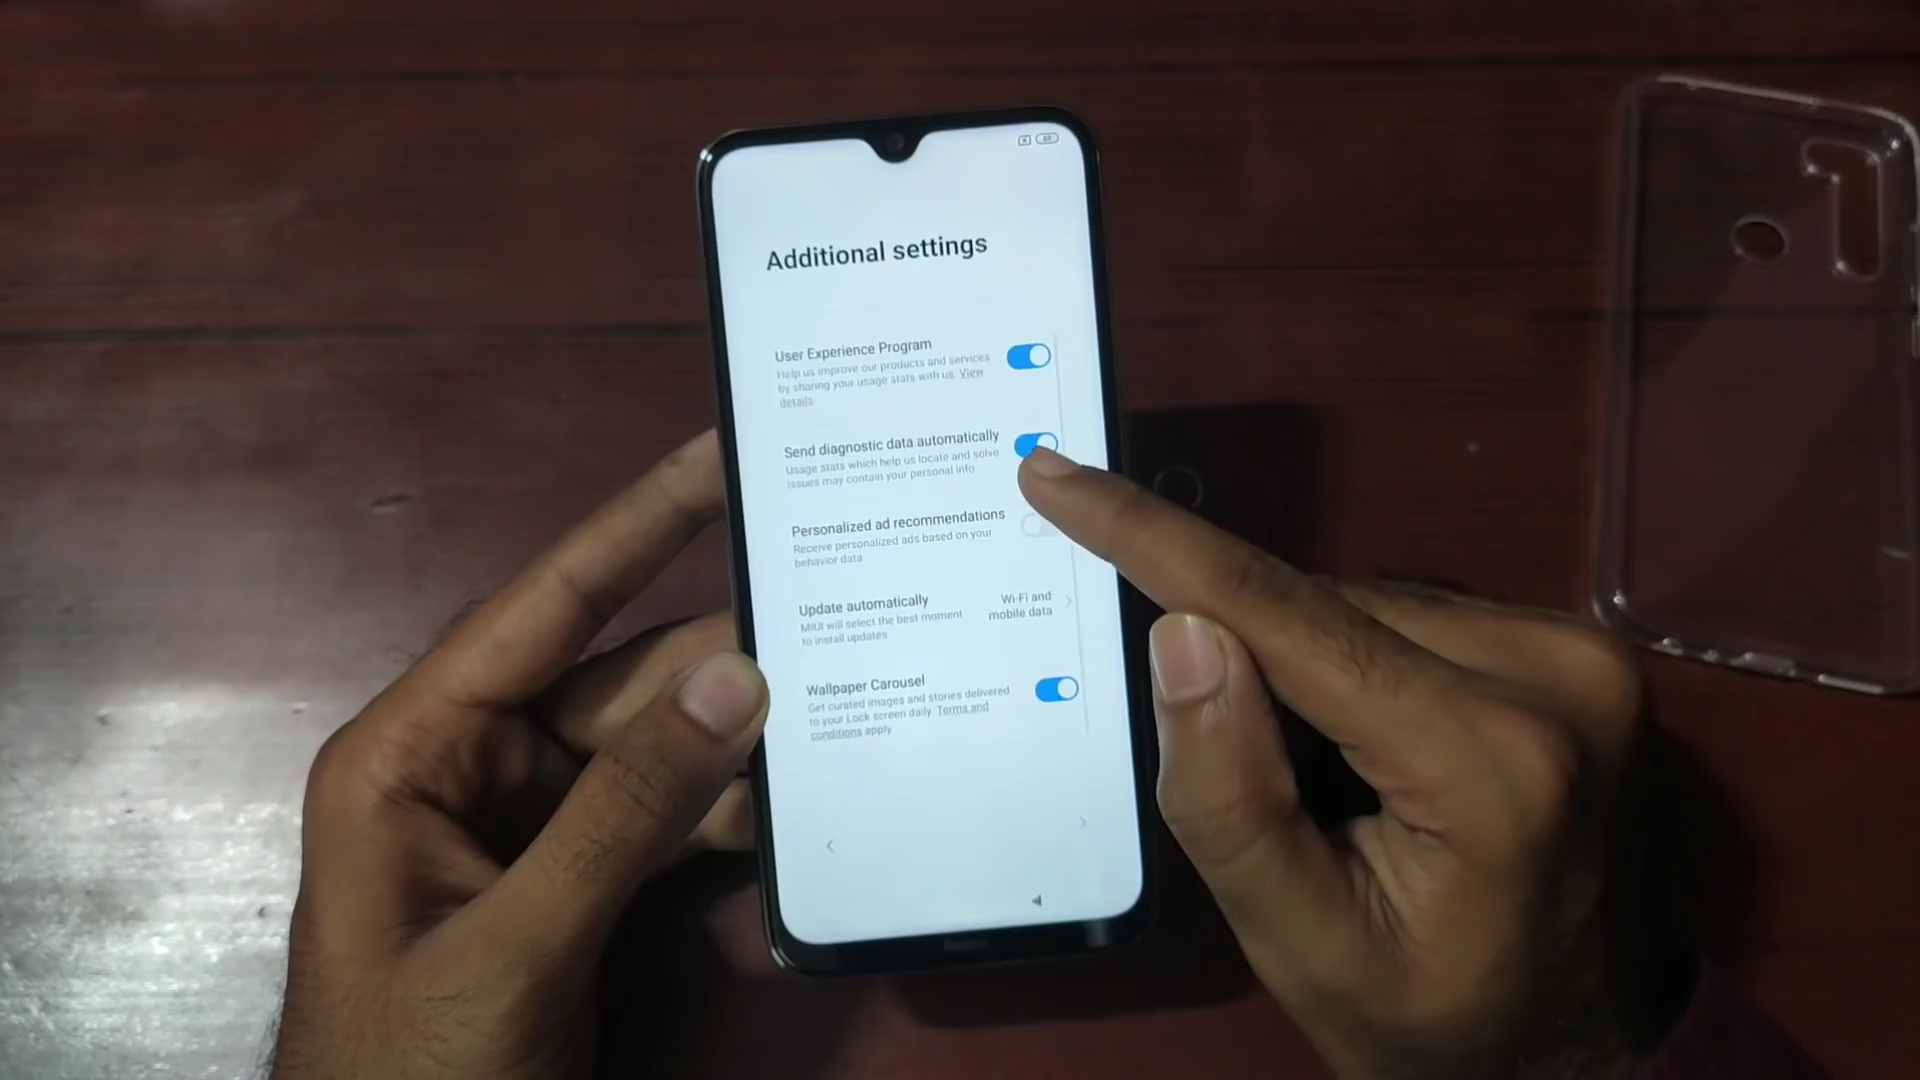 Additional settings
User Experience Program
Help us improve our products and services
by sharing your usage stats with us. View
details
Send diagnostic data automatically
Usage stats which help us locate and solve
issues may contain your personal info
Personalized ad recommendations
Receive personalized ads based on your
behavior data
Update automatically
Wi-Fi and
mobile data
MIUI will select the best moment
to install updates
Wallpaper Carousel
Get curated images and stories delivered
to your Lock screen daily. Terms and
conditions apply